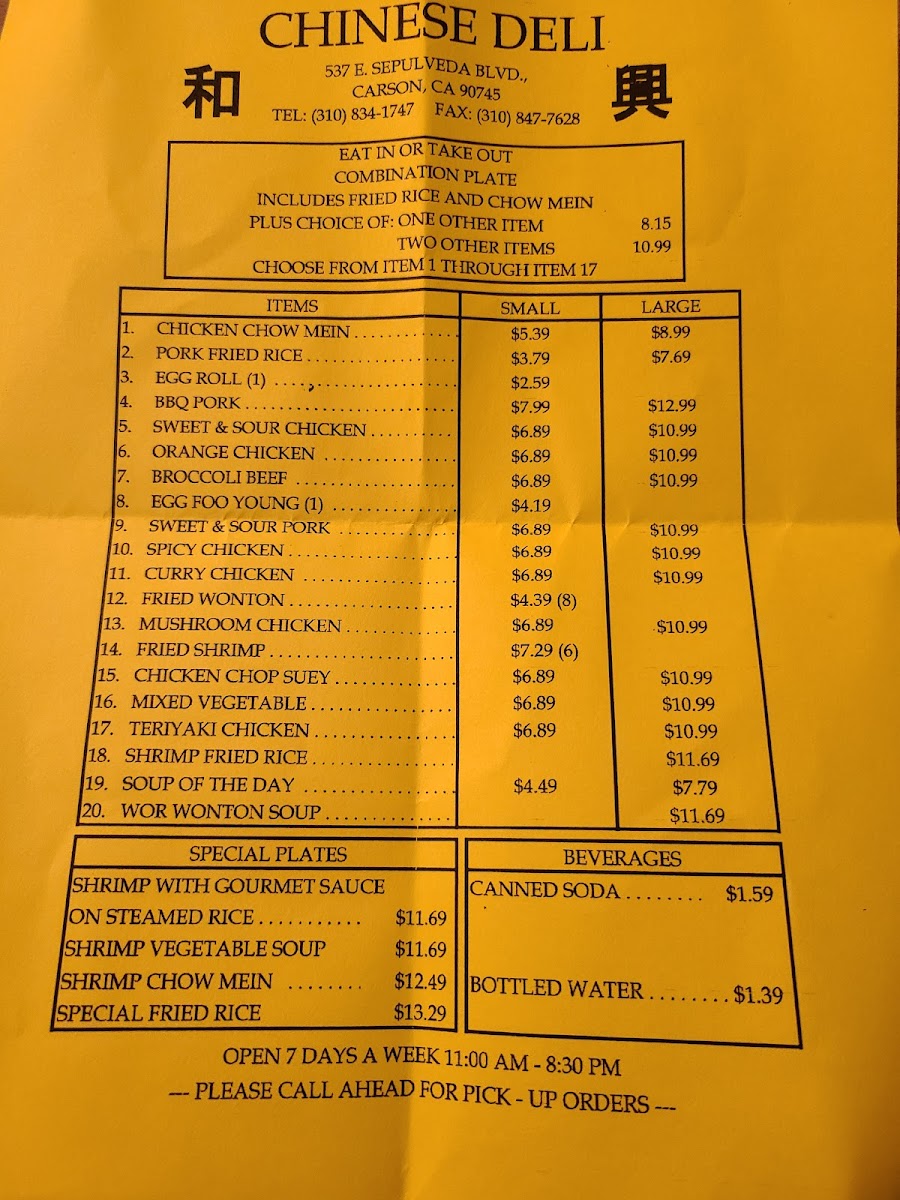 CHINESE DELI
和 興
537 E. SEPULVEDA BLVD.,
CARSON, CA 90745
TEL: (310) 834-1747 FAX: (310) 847-7628
EAT IN OR TAKE OUT
COMBINATION PLATE
INCLUDES FRIED RICE AND CHOW MEIN
PLUS CHOICE OF: ONE OTHER ITEM 8.15
TWO OTHER ITEMS 10.99
CHOOSE FROM ITEM 1 THROUGH ITEM 17
ITEMS SMALL LARGE
1. CHICKEN CHOW MEIN . . . . . . . . . . . . $5.39 $8.99
2. PORK FRIED RICE . . . . . . . . . . . . . . . . . $3.79 $7.69
3. EGG ROLL (1) . . . . . . . . . . . . . . . . . . . . . $2.59
4. BBQ PORK . . . . . . . . . . . . . . . . . . . . . . . . $7.99 $12.99
5. SWEET & SOUR CHICKEN . . . . . . . . . $6.89 $10.99
6. ORANGE CHICKEN . . . . . . . . . . . . . . . $6.89 $10.99
7. BROCCOLI BEEF . . . . . . . . . . . . . . . . . . $6.89 $10.99
8. EGG FOO YOUNG (1) . . . . . . . . . . . . . . $4.19
9. SWEET & SOUR PORK . . . . . . . . . . . . . $6.89 $10.99
10. SPICY CHICKEN . . . . . . . . . . . . . . . . . . $6.89 $10.99
11. CURRY CHICKEN . . . . . . . . . . . . . . . . . $6.89 $10.99
12. FRIED WONTON . . . . . . . . . . . . . . . . . . $4.39 (8)
13. MUSHROOM CHICKEN . . . . . . . . . . . . $6.89 $10.99
14. FRIED SHRIMP . . . . . . . . . . . . . . . . . . . . $7.29 (6)
15. CHICKEN CHOP SUEY . . . . . . . . . . . . . $6.89 $10.99
16. MIXED VEGETABLE . . . . . . . . . . . . . . . $6.89 $10.99
17. TERIYAKI CHICKEN . . . . . . . . . . . . . . . $6.89 $10.99
18. SHRIMP FRIED RICE . . . . . . . . . . . . . . . $11.69
19. SOUP OF THE DAY . . . . . . . . . . . . . . . . $4.49 $7.79
20. WOR WONTON SOUP . . . . . . . . . . . . . . $11.69
SPECIAL PLATES
SHRIMP WITH GOURMET SAUCE
ON STEAMED RICE . . . . . . . . . . . $11.69
SHRIMP VEGETABLE SOUP $11.69
SHRIMP CHOW MEIN . . . . . . . . $12.49
SPECIAL FRIED RICE $13.29
BEVERAGES
CANNED SODA . . . . . . . . $1.59
BOTTLED WATER . . . . . . . . $1.39
OPEN 7 DAYS A WEEK 11:00 AM - 8:30 PM
--- PLEASE CALL AHEAD FOR PICK - UP ORDERS ---